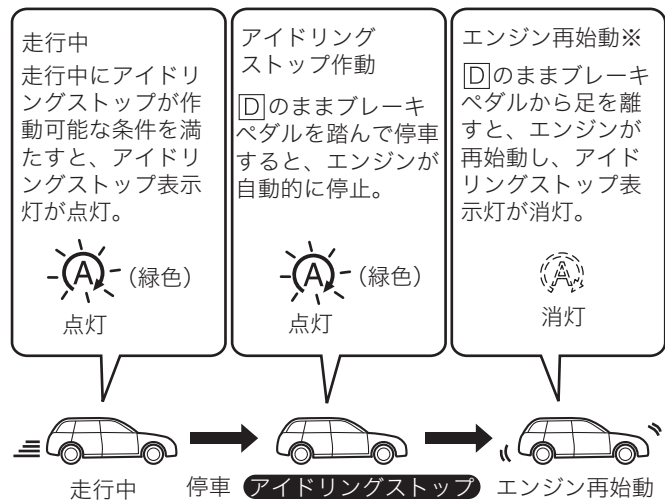 走行中
走行中にアイドリ
ングストップが作
動可能な条件を満
たすと、アイドリ
ングストップ表示
灯が点灯。
A
(緑色)
点灯
アイドリング
ストップ作動
Dのままブレーキ
ペダルを踏んで停車
すると、エンジンが
自動的に停止。
A
(緑色)
点灯
エンジン再始動※
Dのままブレーキ
ペダルから足を離
すと、エンジンが
再始動し、アイド
リングストップ表
示灯が消灯。
A
消灯
走行中
停車
アイドリングストップ
エンジン再始動